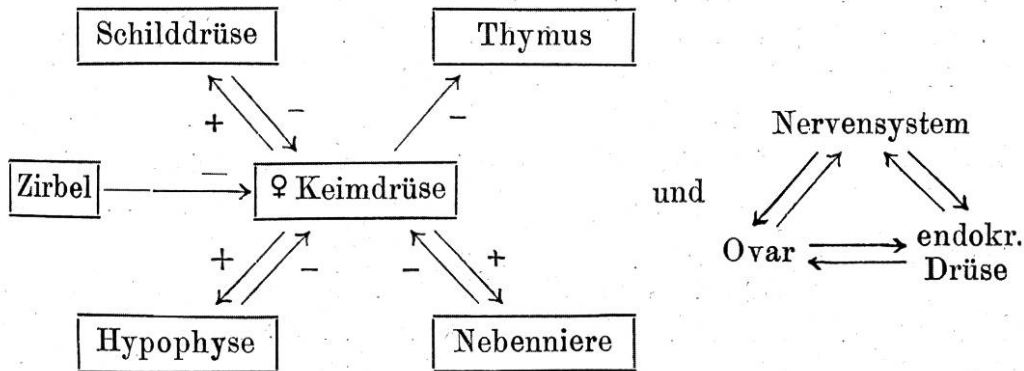 Schilddrüse
Thymus
+
−
−
Nervensystem
Zirbel
−
♀ Keimdrüse
und
Ovar
endokr.
Drüse
+
−
−
+
Hypophyse
Nebenniere